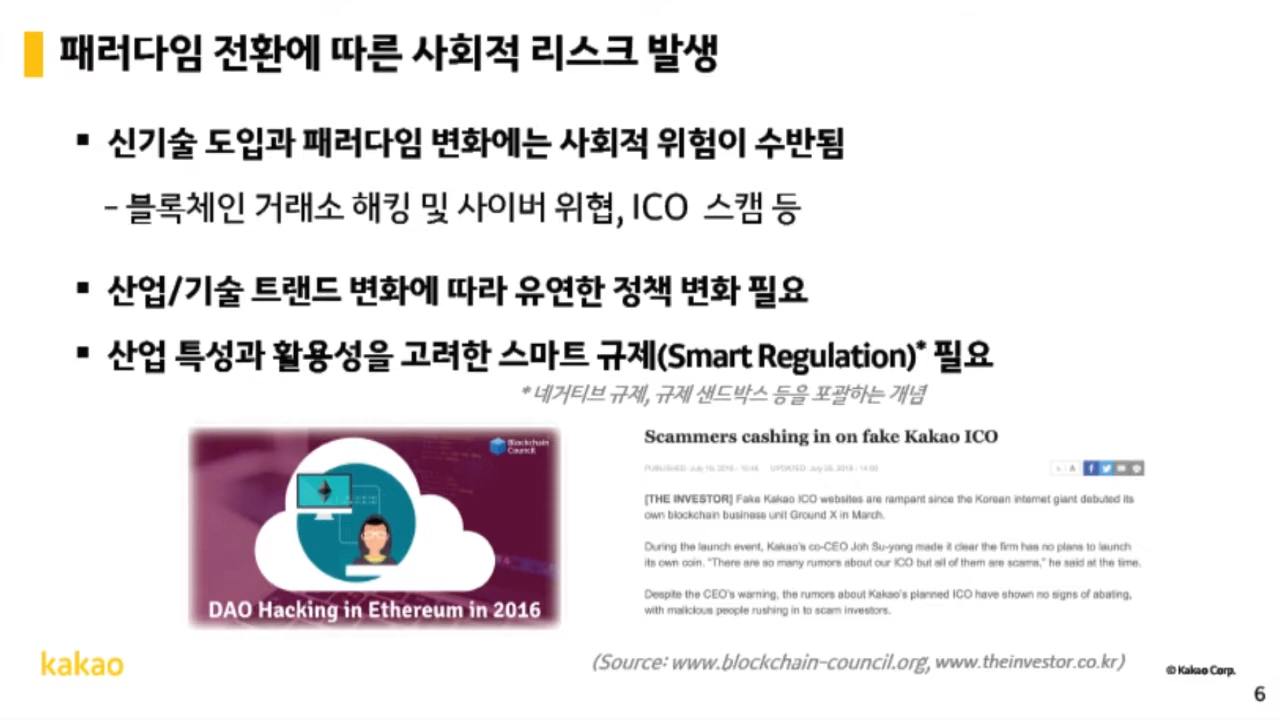 패러다임 전환에 따른 사회적 리스크 발생
▪ 신기술 도입과 패러다임 변화에는 사회적 위험이 수반됨
– 블록체인 거래소 해킹 및 사이버 위협, ICO 스캠 등
▪ 산업/기술 트랜드 변화에 따라 유연한 정책 변화 필요
▪ 산업 특성과 활용성을 고려한 스마트 규제(Smart Regulation)* 필요
* 네거티브 규제, 규제 샌드박스 등을 포괄하는 개념
Blockchain
Council
DAO Hacking in Ethereum in 2016
Scammers cashing in on fake Kakao ICO
[THE INVESTOR] Fake Kakao ICO websites are rampant since the Korean internet giant debuted its
own blockchain business unit Ground X in March.
During the launch event, Kakao's co-CEO Joh Su-yong made it clear the firm has no plans to launch
its own coin. "There are so many rumors about our ICO but all of them are scams," he said at the time.
Despite the CEO's warning, the rumors about Kakao's planned ICO have shown no signs of abating,
with malicious people rushing in to scam investors.
(Source: www.blockchain-council.org, www.theinvestor.co.kr)
kakao
© Kakao Corp.
6